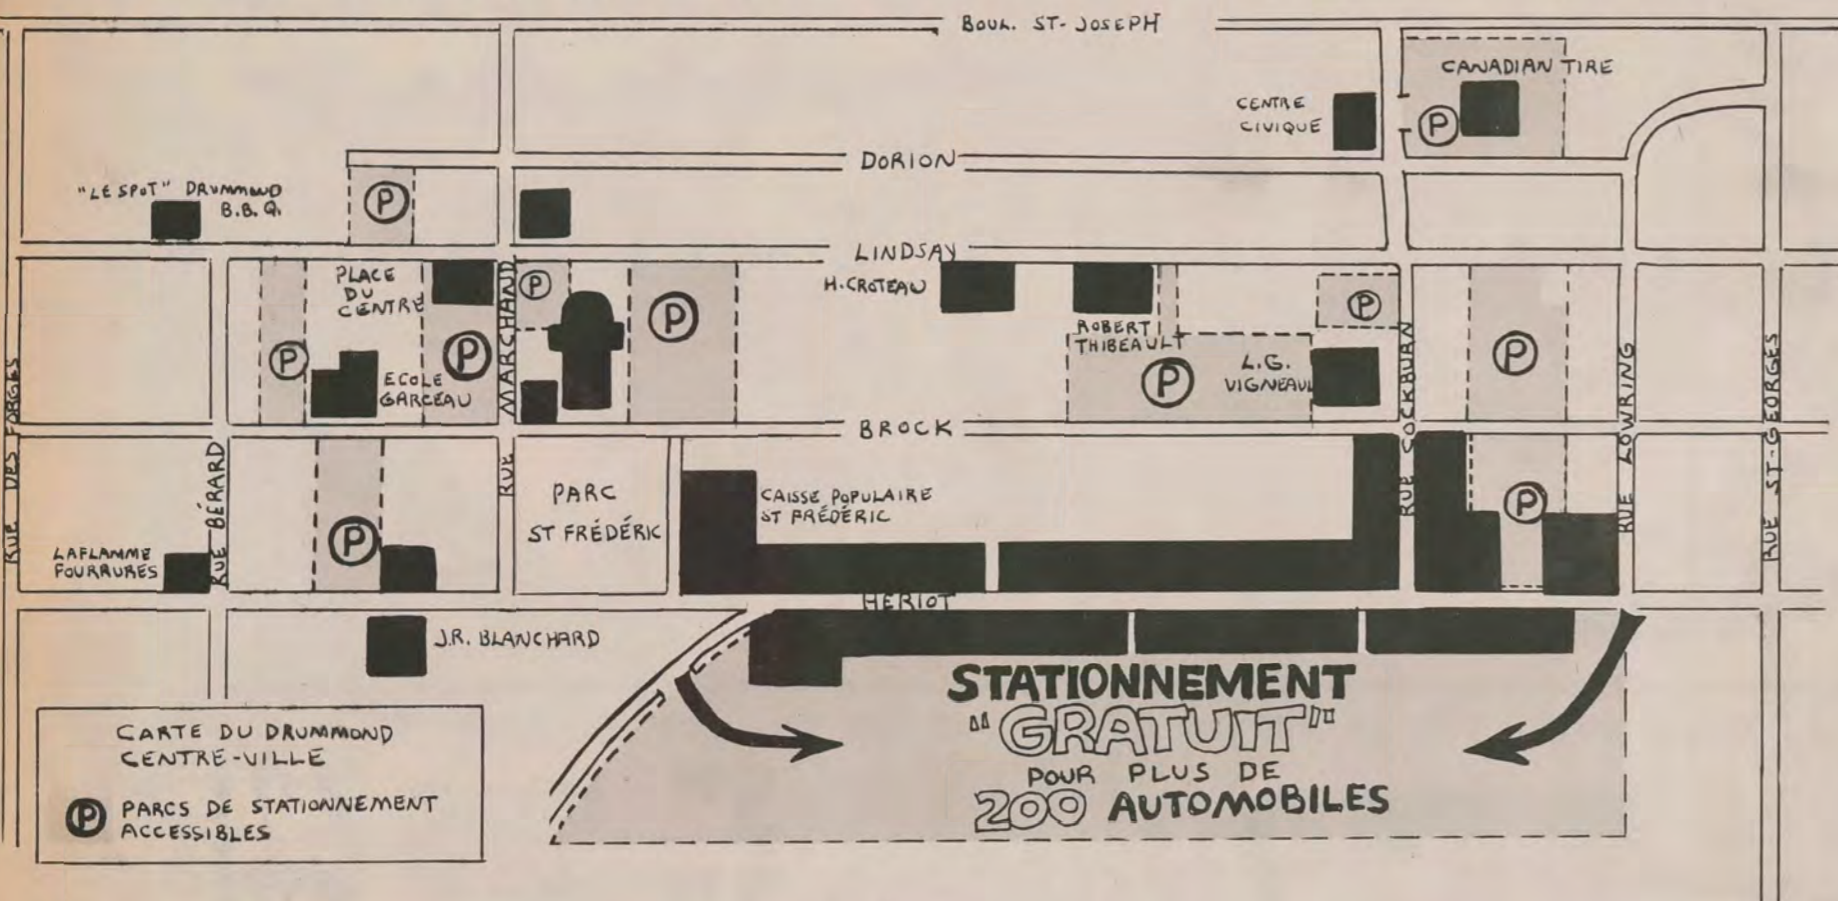 BOUL. ST-JOSEPH
CANADIAN TIRE
CENTRE
CIVIQUE
P
DORION
"LE SPOT" DRUMMOND
B.B.Q.
P
LINDSAY
PLACE
DU
CENTRE
P
H. CROTEAU
P
P
ROBERT
THIBEAULT
P
P
ECOLE
GARCEAU
P
L.G.
VIGNEAU
P
P
RUE MARCHAND
BROCK
RUE COCKBURN
RUE LOWRING
RUE ST-GEORGES
RUE DES FORGES
RUE BÉRARD
PARC
ST FRÉDÉRIC
CAISSE POPULAIRE
ST FRÉDÉRIC
P
P
LAFLAMME
FOURRURES
HERIOT
J.R. BLANCHARD
STATIONNEMENT
"GRATUIT"
POUR PLUS DE
200 AUTOMOBILES
CARTE DU DRUMMOND
CENTRE-VILLE
P PARCS DE STATIONNEMENT
ACCESSIBLES